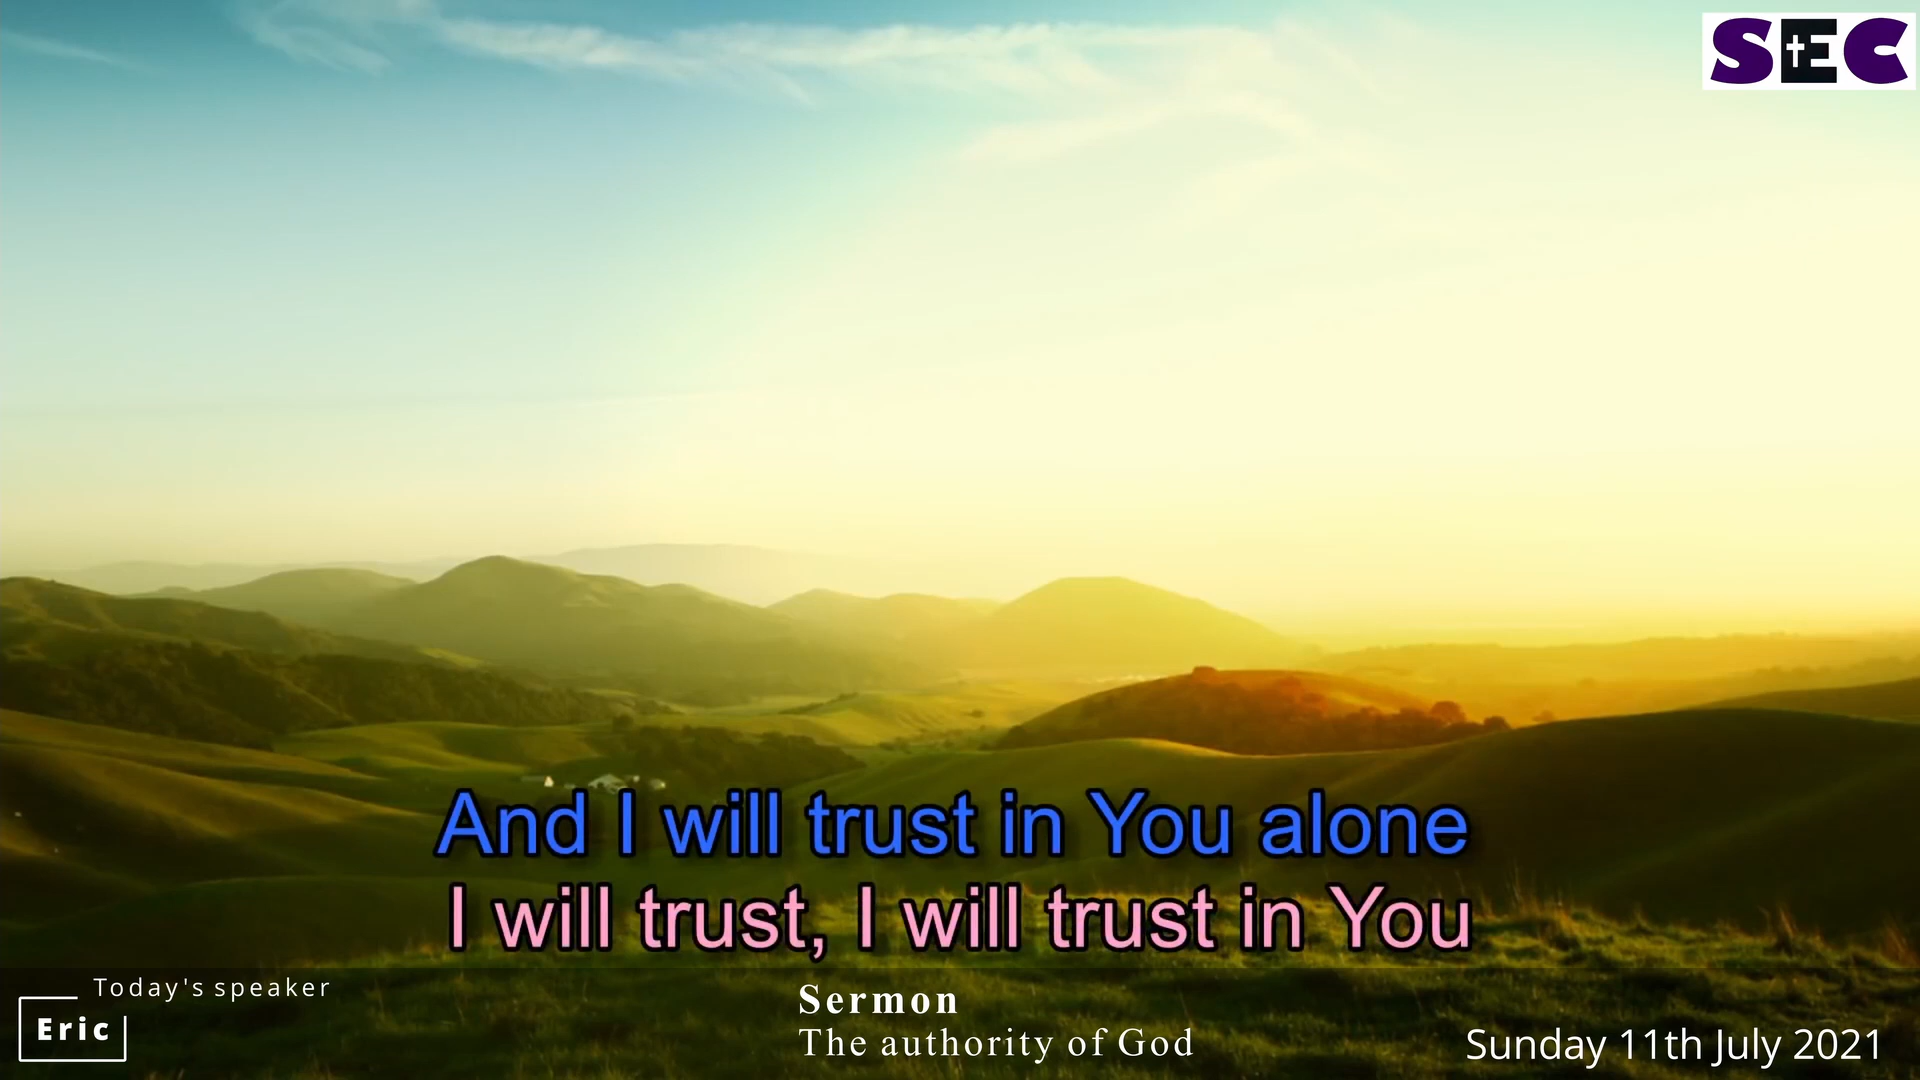 SEC
And I will trust in You alone
I will trust, I will trust in You
Today's speaker
Eric
Sermon
The authority of God
Sunday 11th July 2021